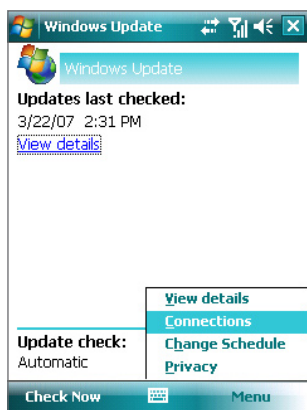 Windows Update
Windows Update
Updates last checked:
3/22/07 2:31 PM
View details
View details
Connections
Change Schedule
Privacy
Update check:
Automatic
Check Now
Menu